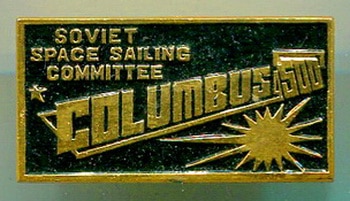 SOVIET
SPACE SAILING
COMMITTEE
COLUMBUS 500